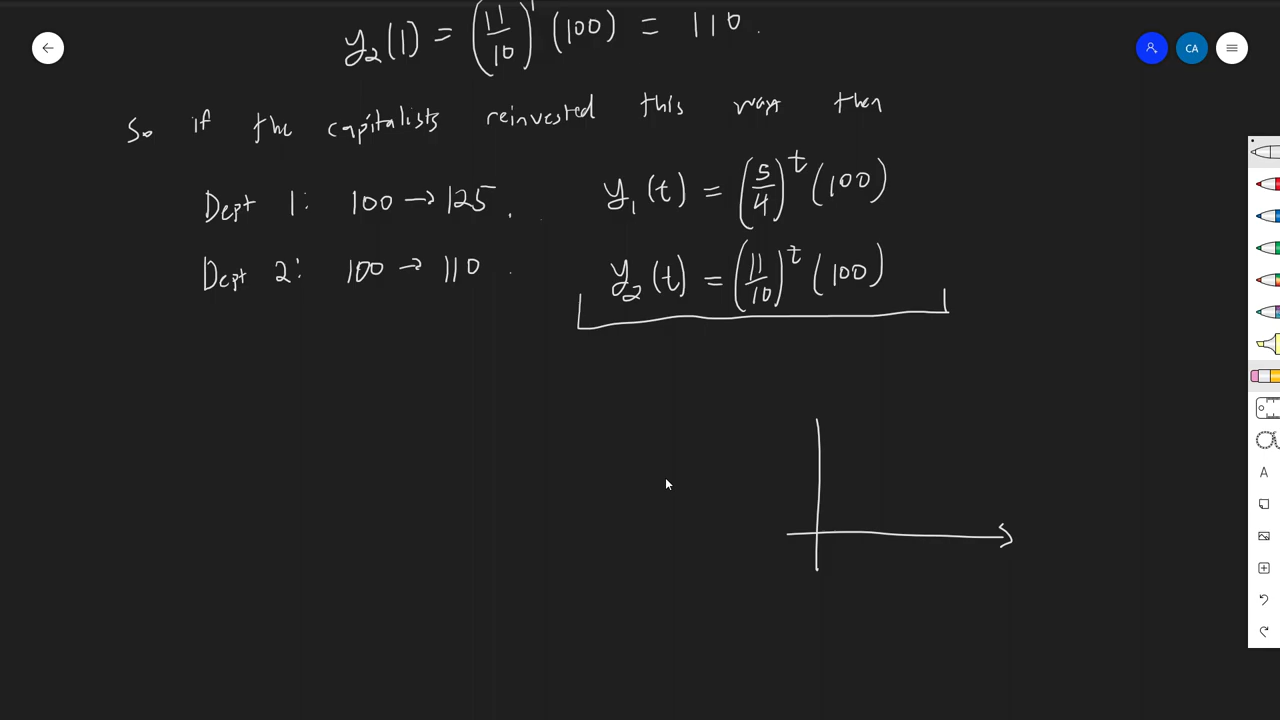 y₂(1) = (11/10)¹ (100) = 110.
So if the capitalists reinvested this way then
Dept 1: 100 → 125. y₁(t) = (5/4)ᵗ (100)
Dept 2: 100 → 110. y₂(t) = (11/10)ᵗ (100)
CA
A